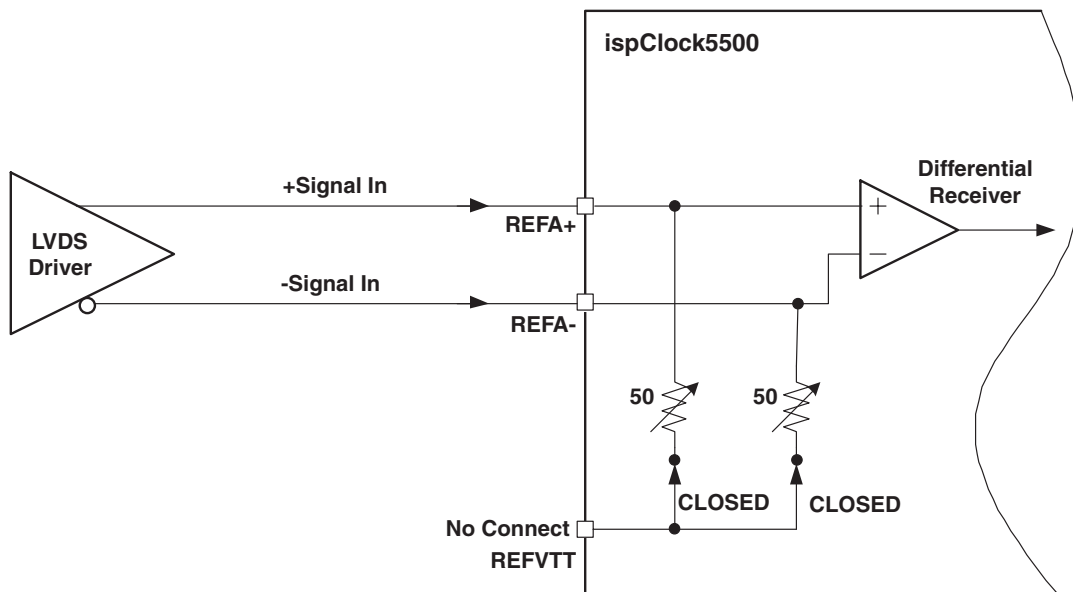 ispClock5500
+Signal In
REFA+
Differential
Receiver
+
−
LVDS
Driver
-Signal In
REFA-
50
50
CLOSED
CLOSED
No Connect
REFVTT